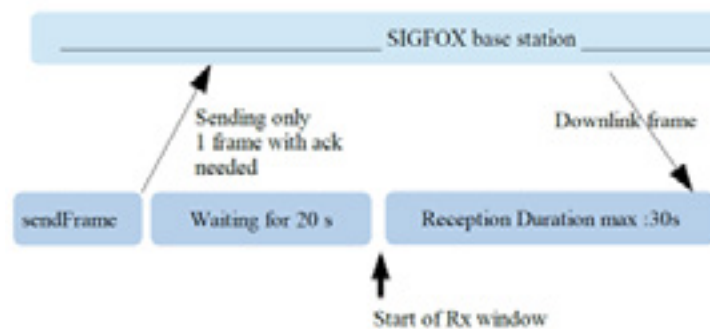 SIGFOX base station
Sending only
1 frame with ack
needed
Downlink frame
sendFrame
Waiting for 20 s
Reception Duration max :30s
Start of Rx window